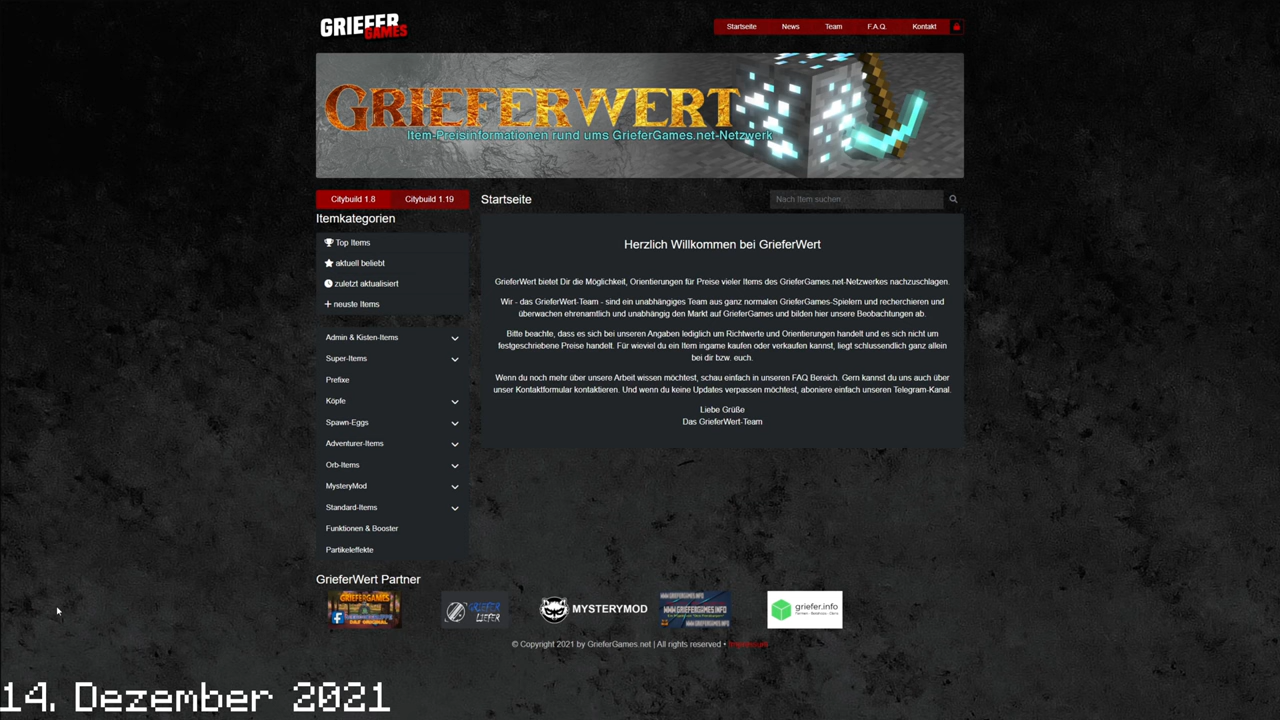 GRIEFER
GAMES
Startseite
News
Team
F.A.Q.
Kontakt
GRIEFERWERT
Item-Preisinformationen rund ums GrieferGames.net-Netzwerk
Citybuild 1.8
Citybuild 1.19
Itemkategorien
Top Items
aktuell beliebt
zuletzt aktualisiert
neuste Items
Admin & Kisten-Items
Super-Items
Prefixe
Köpfe
Spawn-Eggs
Adventurer-Items
Orb-Items
MysteryMod
Standard-Items
Funktionen & Booster
Partikeleffekte
Startseite
Nach Item suchen..
Herzlich Willkommen bei GrieferWert
GrieferWert bietet Dir die Möglichkeit, Orientierungen für Preise vieler Items des GrieferGames.net-Netzwerkes nachzuschlagen.
Wir - das GrieferWert-Team - sind ein unabhängiges Team aus ganz normalen GrieferGames-Spielern und recherchieren und
überwachen ehrenamtlich und unabhängig den Markt auf GrieferGames und bilden hier unsere Beobachtungen ab.
Bitte beachte, dass es sich bei unseren Angaben lediglich um Richtwerte und Orientierungen handelt und es sich nicht um
festgeschriebene Preise handelt. Für wieviel du ein Item ingame kaufen oder verkaufen kannst, liegt schlussendlich ganz allein
bei dir bzw. euch.
Wenn du noch mehr über unsere Arbeit wissen möchtest, schau einfach in unseren FAQ Bereich. Gern kannst du uns auch über
unser Kontaktformular kontaktieren. Und wenn du keine Updates verpassen möchtest, aboniere einfach unseren Telegram-Kanal.
Liebe Grüße
Das GrieferWert-Team
GrieferWert Partner
GRIEFERGAMES
DAS ORIGINAL
GRIEFER
LIEFER
MYSTERYMOD
WWW.GRIEFERGAMES.INFO
griefer.info
© Copyright 2021 by GrieferGames.net | All rights reserved • Impressum
14. Dezember 2021